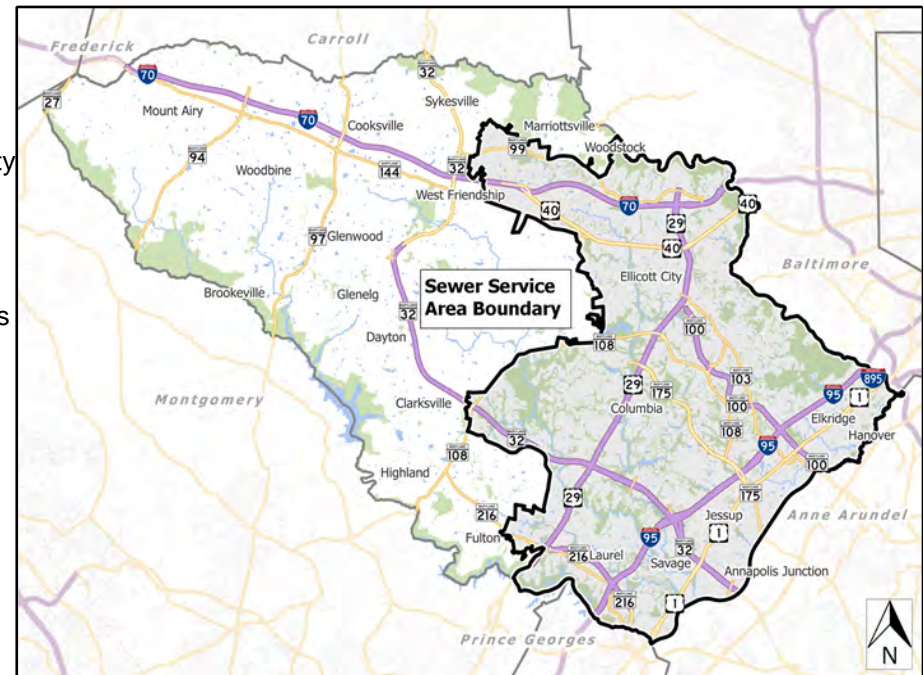 Frederick
Carroll
70
32
27
Mount Airy
Sykesville
70
Cooksville
Marriottsville
99
Woodstock
94
Woodbine
144
32
West Friendship
40
70
29
40
40
97
Glenwood
Ellicott City
Baltimore
Brookeville
Glenelg
Sewer Service
Area Boundary
ty
s
32
Dayton
108
100
29
175
103
95
895
1
Montgomery
Clarksville
Columbia
100
Elkridge
108
Hanover
32
95
100
108
Highland
29
175
216
Jessup
Anne Arundel
Fulton
1
95
216
Laurel
Savage
32
Annapolis Junction
216
1
Prince Georges
N